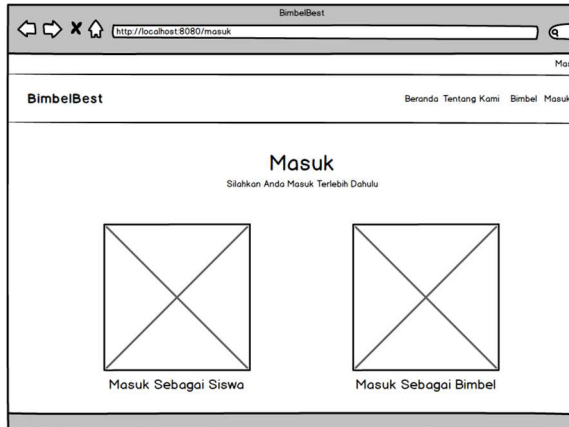 BimbelBest
http://localhost:8080/masuk
BimbelBest
Beranda Tentang Kami Bimbel Masuk
Masuk
Silahkan Anda Masuk Terlebih Dahulu
Masuk Sebagai Siswa
Masuk Sebagai Bimbel